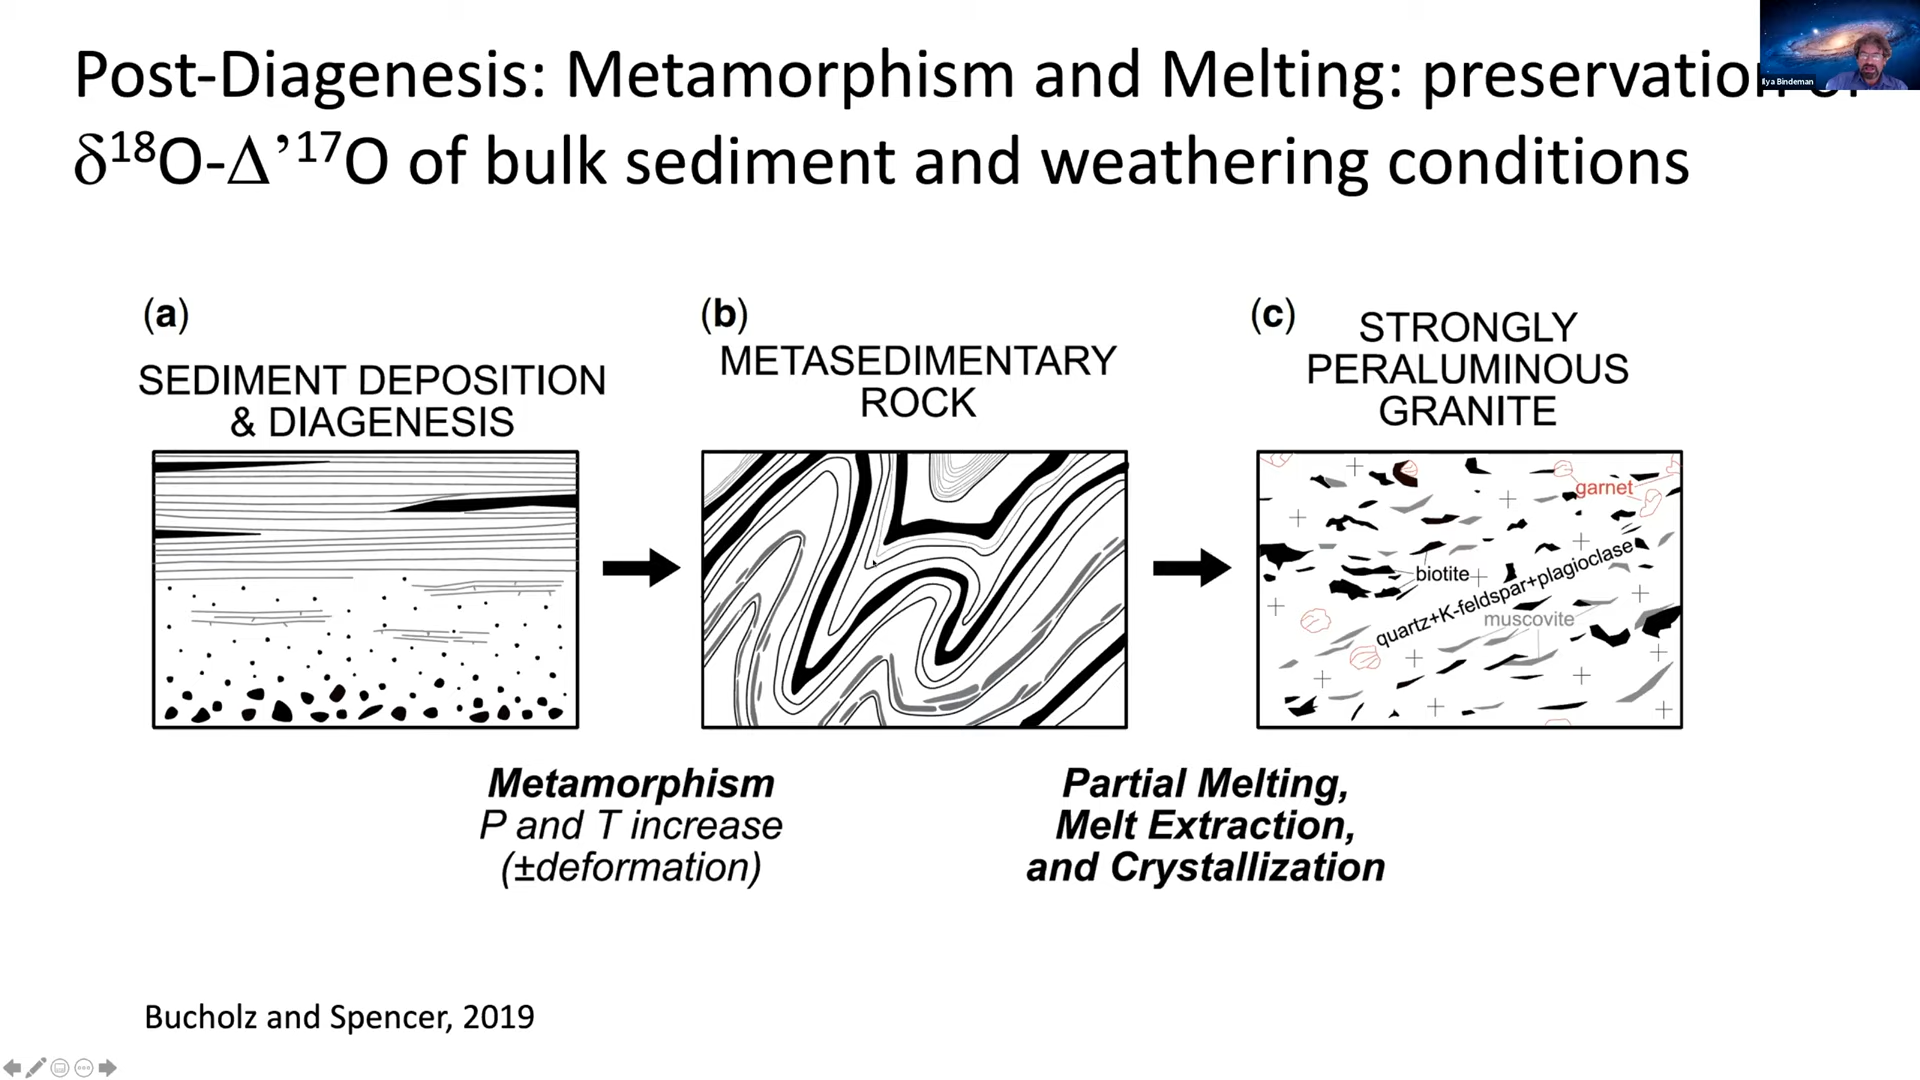 Post-Diagenesis: Metamorphism and Melting: preservation of
δ¹⁸O-Δ’¹⁷O of bulk sediment and weathering conditions
Ilya Bindeman
(a)
SEDIMENT DEPOSITION
& DIAGENESIS
(b)
METASEDIMENTARY
ROCK
(c)
STRONGLY
PERALUMINOUS
GRANITE
garnet
biotite
quartz+K-feldspar+plagioclase
muscovite
Metamorphism
P and T increase
(±deformation)
Partial Melting,
Melt Extraction,
and Crystallization
Bucholz and Spencer, 2019